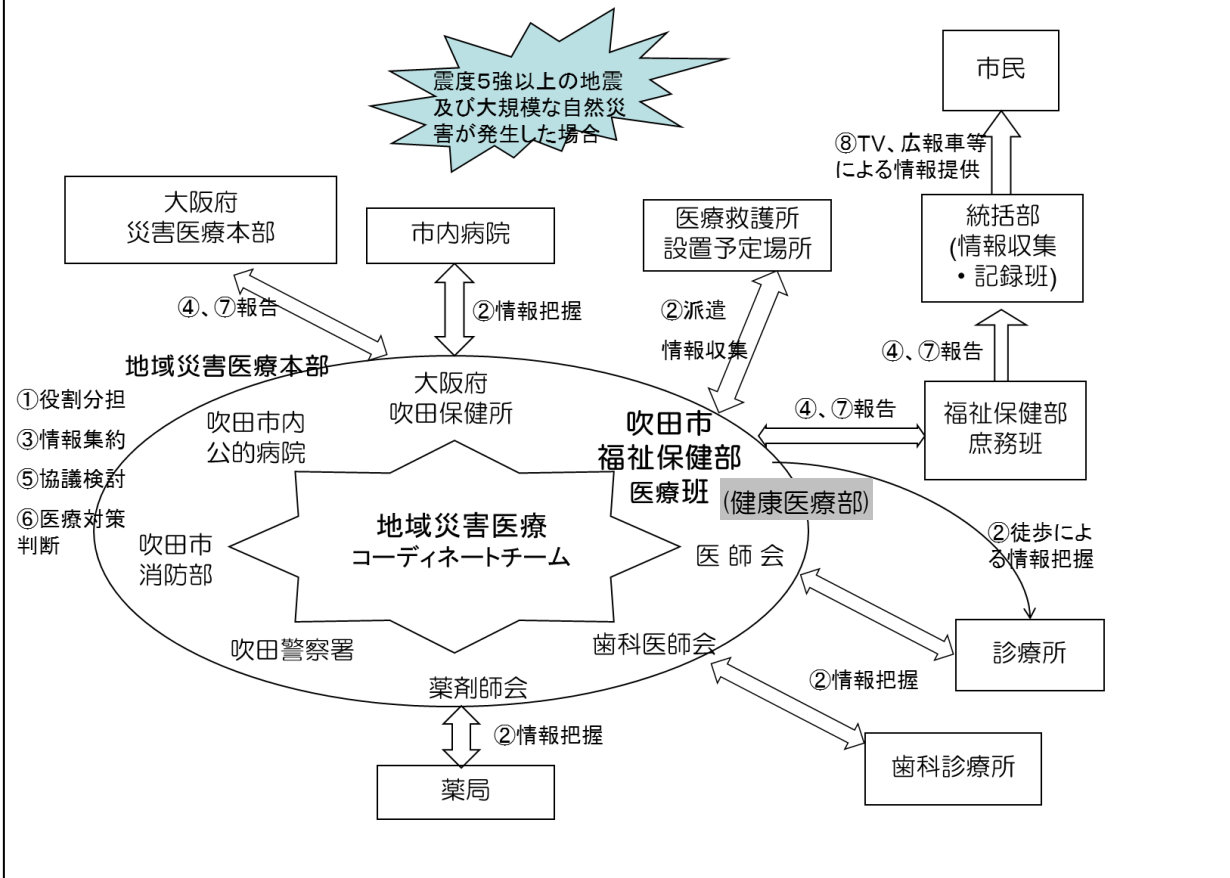 震度5強以上の地震
及び大規模な自然災
害が発生した場合
市民
⑧TV、広報車等
による情報提供
大阪府
災害医療本部
市内病院
医療救護所
設置予定場所
統括部
(情報収集
・記録班)
④、⑦報告
②情報把握
②派遣
情報収集
④、⑦報告
地域災害医療本部
①役割分担
③情報集約
⑤協議検討
⑥医療対策
判断
大阪府
吹田保健所
吹田市内
公的病院
吹田市
福祉保健部
医療班
(健康医療部)
④、⑦報告
福祉保健部
庶務班
地域災害医療
コーディネートチーム
吹田市
消防部
医師会
②徒歩によ
る情報把握
吹田警察署
歯科医師会
診療所
薬剤師会
②情報把握
②情報把握
薬局
歯科診療所